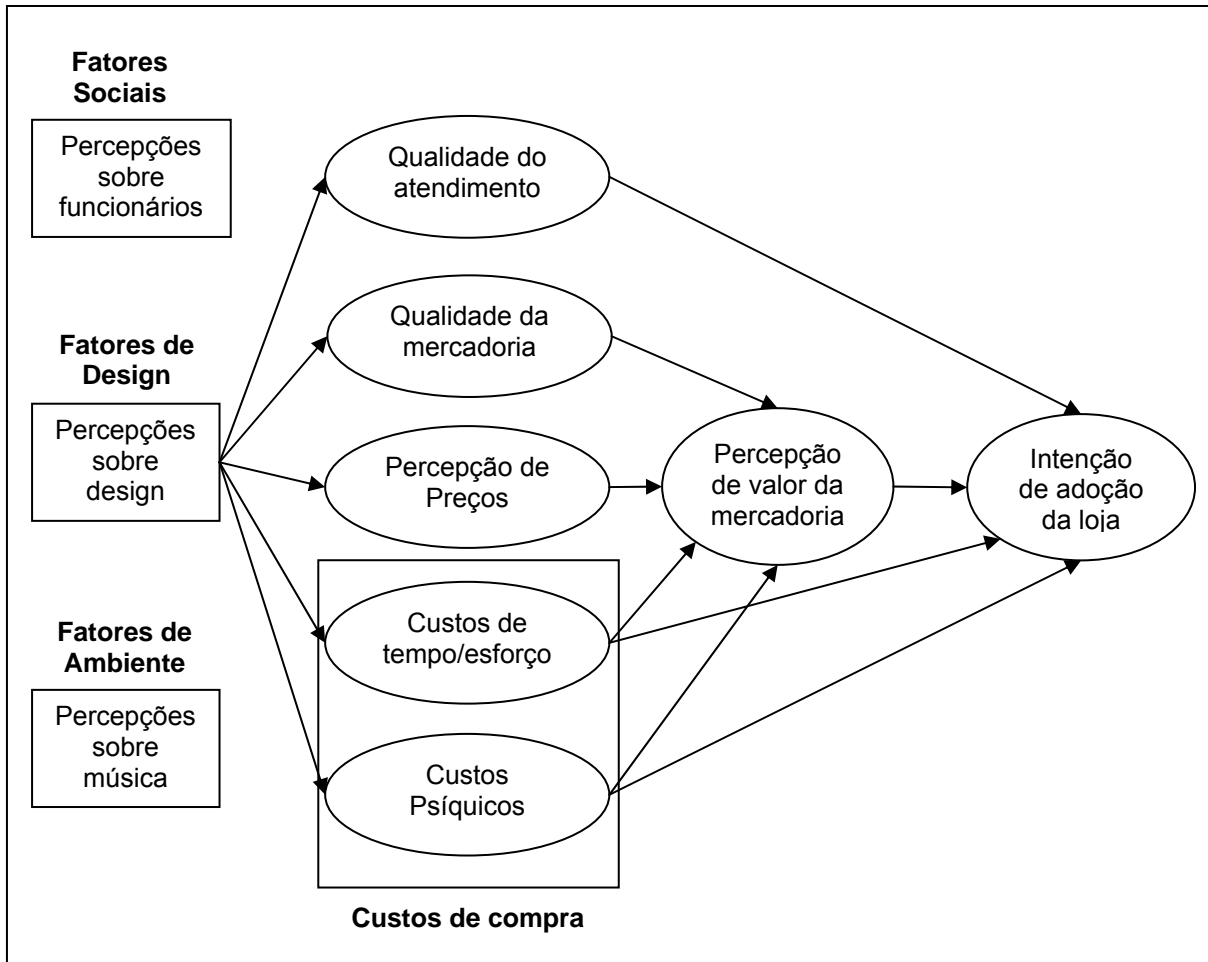 Fatores
Sociais
Percepções
sobre
funcionários
Qualidade do
atendimento
Qualidade da
mercadoria
Fatores de
Design
Percepções
sobre
design
Percepção de
Preços
Percepção
de valor da
mercadoria
Intenção
de adoção
da loja
Custos de
tempo/esforço
Fatores de
Ambiente
Percepções
sobre
música
Custos
Psíquicos
Custos de compra